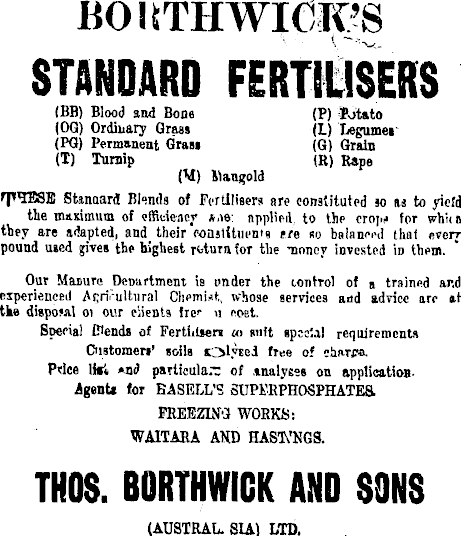 BORTHWICK'S
STANDARD FERTILISERS
(BB) Blood and Bone (P) Potato
(OG) Ordinary Grass (L) Legumes
(PG) Permanent Grass (G) Grain
(T) Turnip (R) Rape
(M) Mangold
THESE Standard Blends of Fertilisers are constituted so as to yield
the maximum of efficiency when applied to the crops for which
they are adapted, and their constituents are so balanced that every
pound used gives the highest return for the money invested in them.
Our Manure Department is under the control of a trained and
experienced Agricultural Chemist, whose services and advice are at
the disposal of our clients free of cost.
Special Blends of Fertilisers to suit special requirements
Customers' soils analysed free of charge.
Price list and particulars of analyses on application.
Agents for BASELL'S SUPERPHOSPHATES.
FREEZING WORKS:
WAITARA AND HASTINGS.
THOS. BORTHWICK AND SONS
(AUSTRALASIA) LTD.